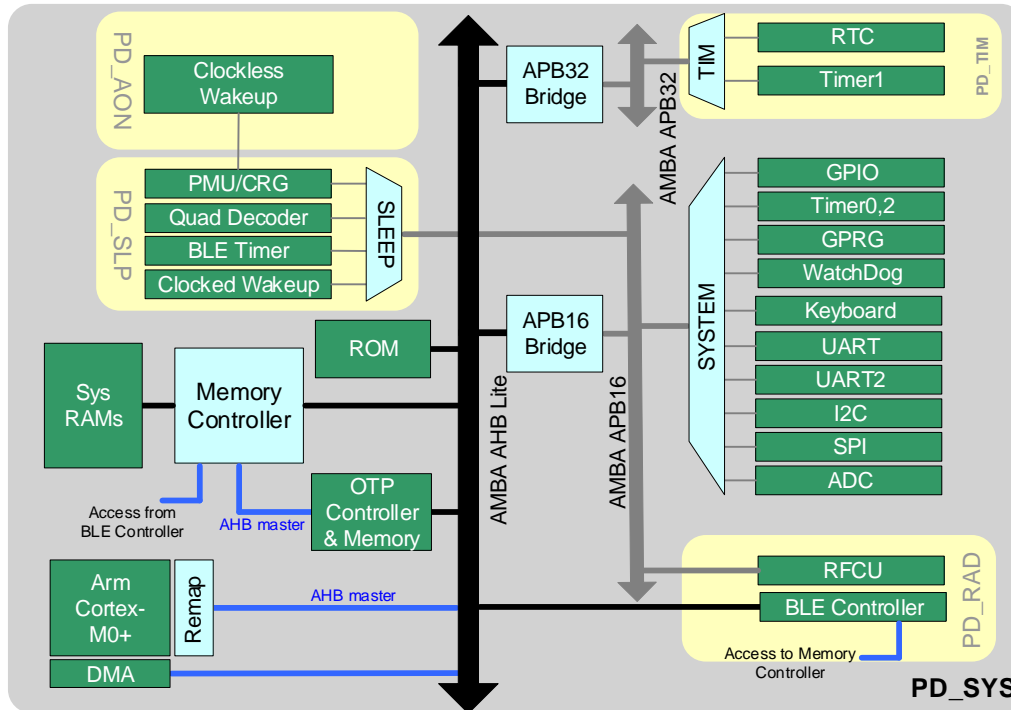 PD_AON
Clockless
Wakeup
PD_SLP
PMU/CRG
Quad Decoder
BLE Timer
Clocked Wakeup
SLEEP
APB32
Bridge
AMBA APB32
TIM
RTC
Timer1
PD_TIM
ROM
Sys
RAMs
Memory
Controller
Access from
BLE Controller
AHB master
OTP
Controller
& Memory
Arm
Cortex-
M0+
Remap
AHB master
DMA
AMBA AHB Lite
APB16
Bridge
AMBA APB16
SYSTEM
GPIO
Timer0,2
GPRG
WatchDog
Keyboard
UART
UART2
I2C
SPI
ADC
RFCU
BLE Controller
PD_RAD
Access to Memory
Controller
PD_SYS